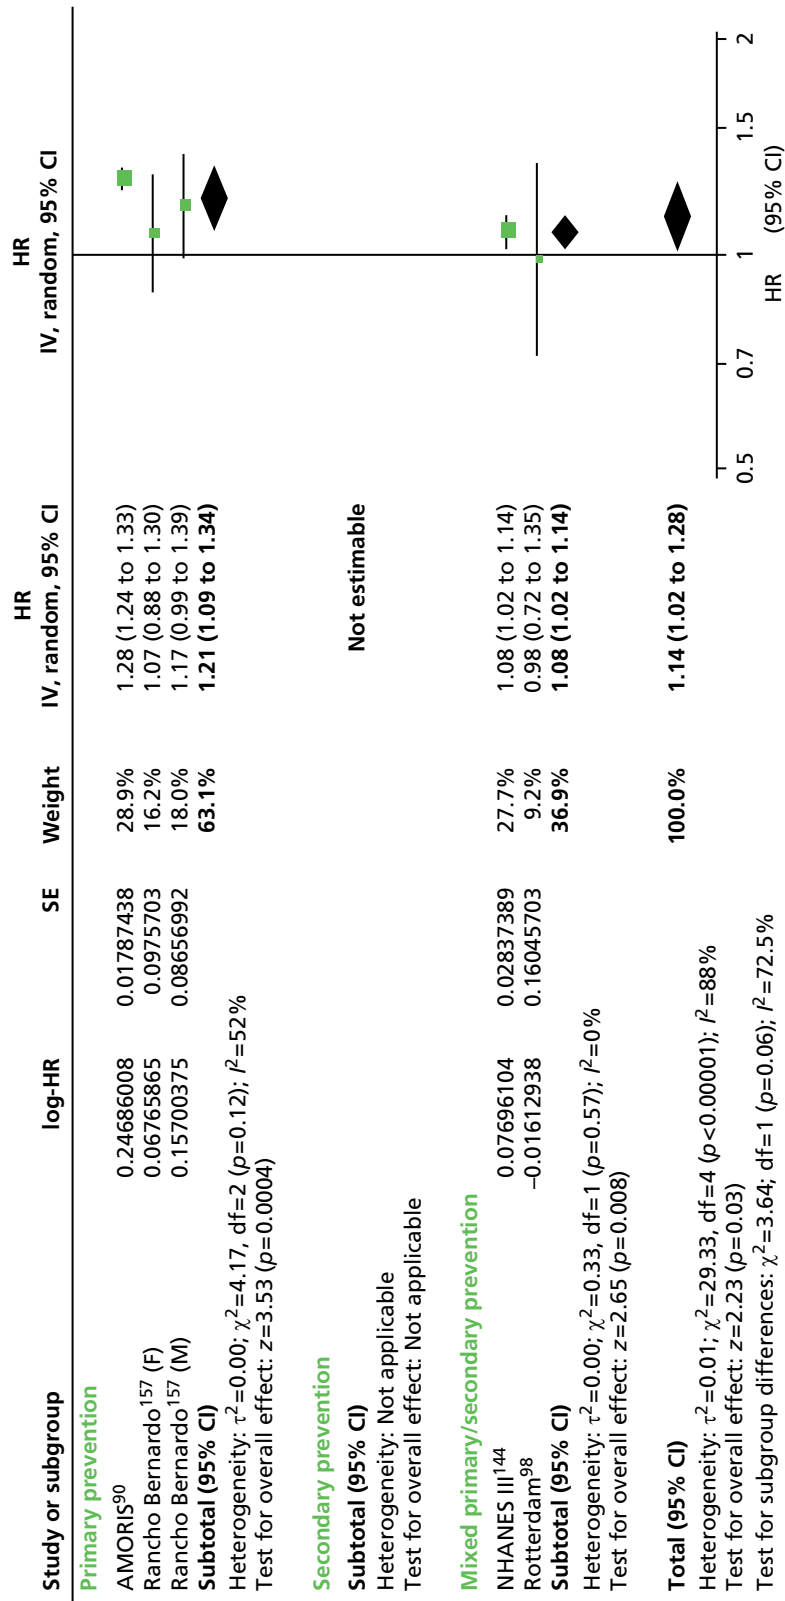 HR HR
Study or subgroup log-HR SE Weight IV, random, 95% CI IV, random, 95% CI
Primary prevention
AMORIS90 0.24686008 0.01787438 28.9% 1.28 (1.24 to 1.33)
Rancho Bernardo157 (F) 0.06765865 0.0975703 16.2% 1.07 (0.88 to 1.30)
Rancho Bernardo157 (M) 0.15700375 0.08656992 18.0% 1.17 (0.99 to 1.39)
Subtotal (95% CI) 63.1% 1.21 (1.09 to 1.34)
Heterogeneity: τ2=0.00; χ2=4.17, df=2 (p=0.12); I2=52%
Test for overall effect: z=3.53 (p=0.0004)
Secondary prevention
Subtotal (95% CI) Not estimable
Heterogeneity: Not applicable
Test for overall effect: Not applicable
Mixed primary/secondary prevention
NHANES III144 0.07696104 0.02837389 27.7% 1.08 (1.02 to 1.14)
Rotterdam98 –0.01612938 0.16045703 9.2% 0.98 (0.72 to 1.35)
Subtotal (95% CI) 36.9% 1.08 (1.02 to 1.14)
Heterogeneity: τ2=0.00; χ2=0.33, df=1 (p=0.57); I2=0%
Test for overall effect: z=2.65 (p=0.008)
Total (95% CI) 100.0% 1.14 (1.02 to 1.28)
Heterogeneity: τ2=0.01; χ2=29.33, df=4 (p<0.00001); I2=88%
Test for overall effect: z=2.23 (p=0.03)
Test for subgroup differences: χ2=3.64; df=1 (p=0.06); I2=72.5%
0.5 0.7 1 1.5 2
HR (95% CI)